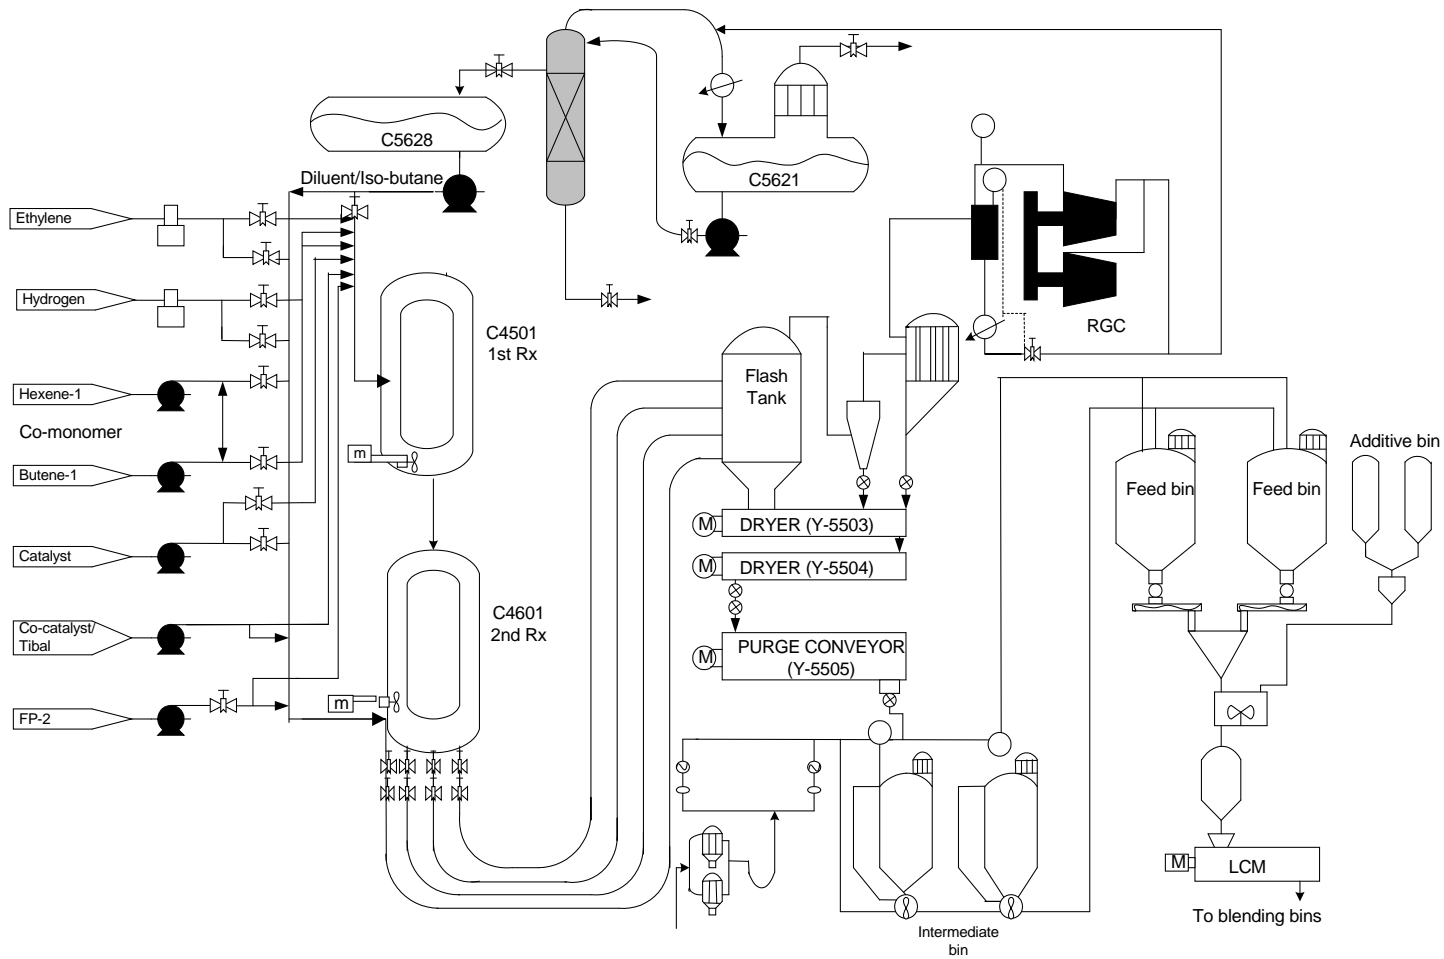 C5628
Diluent/Iso-butane
C5621
Ethylene
Hydrogen
C4501
1st Rx
RGC
Hexene-1
Flash
Tank
Co-monomer
Additive bin
m
Butene-1
Feed bin
Feed bin
M
DRYER (Y-5503)
Catalyst
M
DRYER (Y-5504)
C4601
2nd Rx
Co-catalyst/
Tibal
M
PURGE CONVEYOR
(Y-5505)
m
FP-2
M
LCM
To blending bins
Intermediate
bin